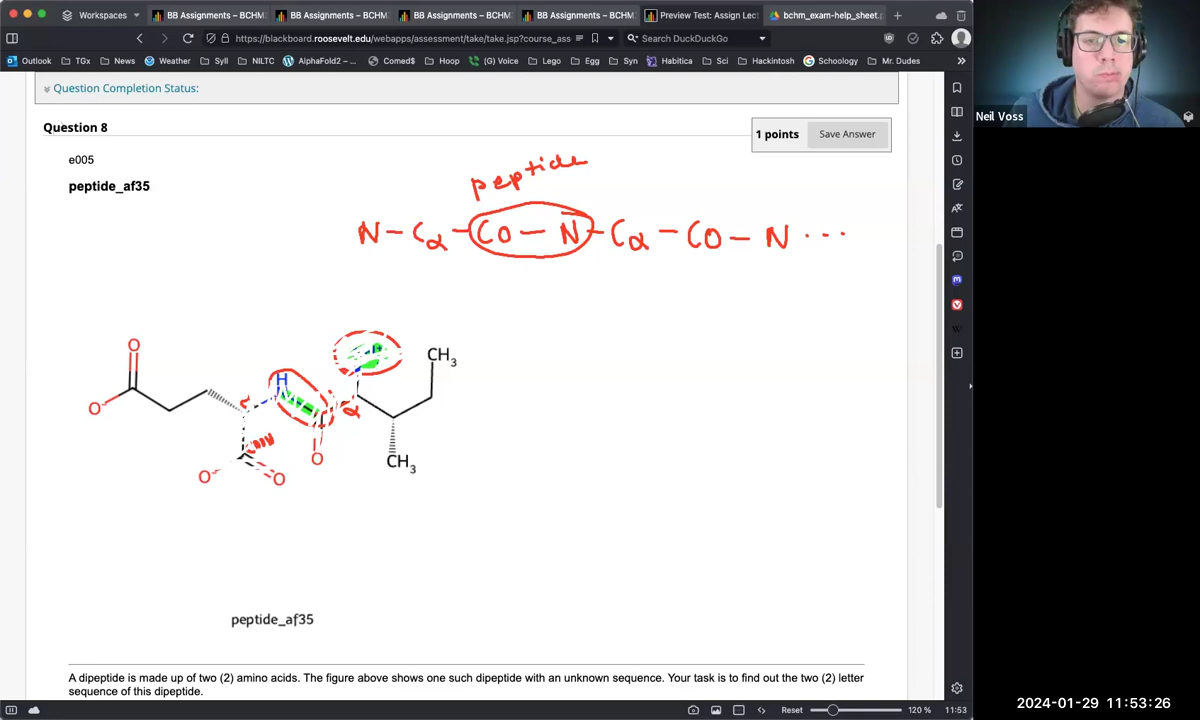 Workspaces BB Assignments – BCHM BB Assignments – BCHM BB Assignments – BCHM BB Assignments – BCHM Preview Test: Assign Lect bchm_exam-help_sheet.p
https://blackboard.roosevelt.edu/webapps/assessment/take/take.jsp?course_ass Search DuckDuckGo
Outlook TGx News Weather Syll NILTC AlphaFold2 – ... Comed$ Hoop (G) Voice Lego Egg Syn Habitica Sci Hackintosh Schoology Mr. Dudes
Neil Voss
Question Completion Status:
Question 8
1 points Save Answer
e005
peptide_af35
peptide
N – Cα – CO – N – Cα – CO – N ...
O
CH3
H
α
O-
O
CH3
O-
O
peptide_af35
A dipeptide is made up of two (2) amino acids. The figure above shows one such dipeptide with an unknown sequence. Your task is to find out the two (2) letter
sequence of this dipeptide.
Reset 120 % 11:53
2024-01-29 11:53:26